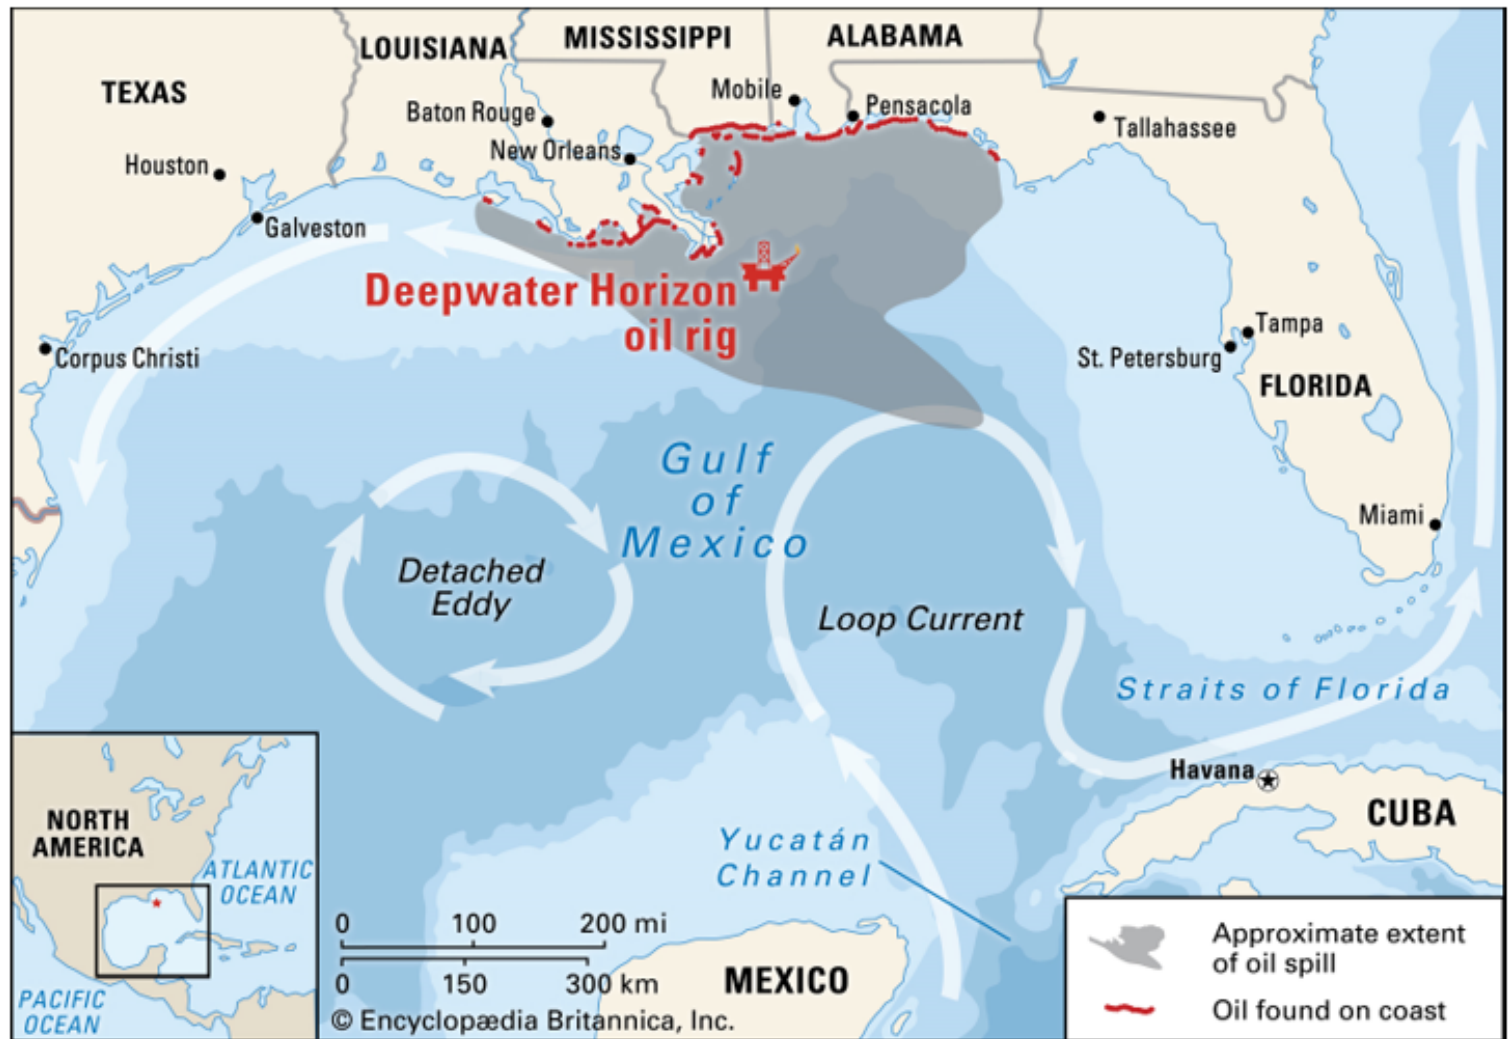 LOUISIANA
MISSISSIPPI
ALABAMA
TEXAS
Mobile
Pensacola
Baton Rouge
Tallahassee
New Orleans
Houston
Galveston
Deepwater Horizon
oil rig
Corpus Christi
Tampa
St. Petersburg
FLORIDA
Gulf
of
Mexico
Miami
Detached
Eddy
Loop Current
Straits of Florida
Havana
CUBA
Yucatán
Channel
NORTH
AMERICA
ATLANTIC
OCEAN
PACIFIC
OCEAN
0 100 200 mi
0 150 300 km
MEXICO
© Encyclopædia Britannica, Inc.
Approximate extent
of oil spill
Oil found on coast